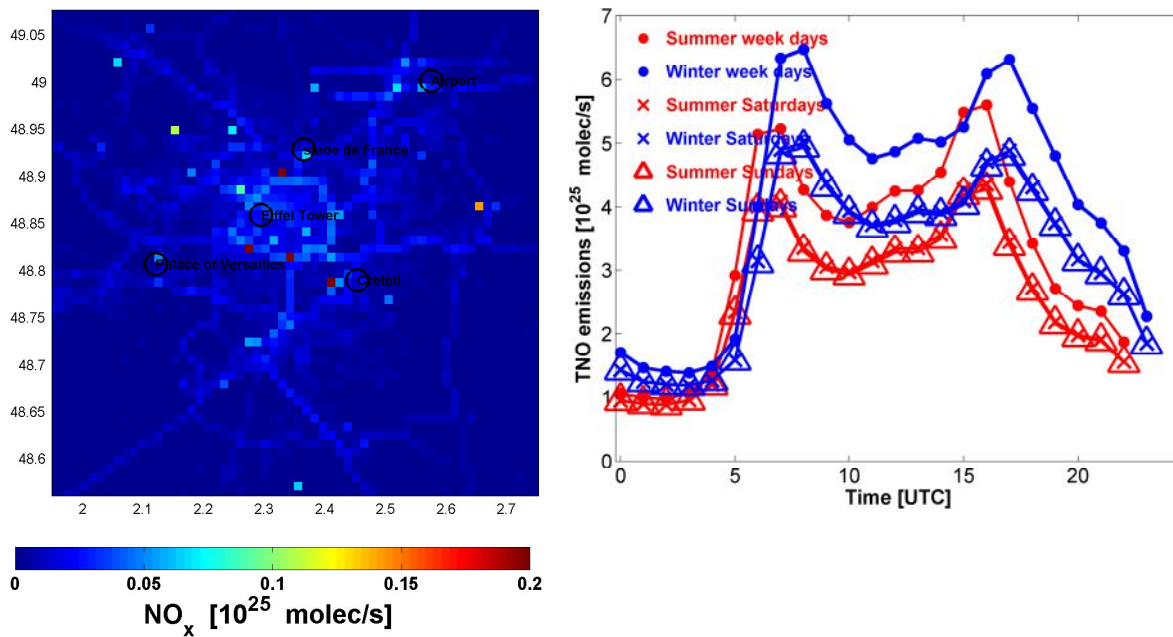 49.05
49
48.95
48.9
48.85
48.8
48.75
48.7
48.65
48.6
Airport
stade de France
Eiffel Tower
Palace of Versailles
Creteil
2
2.1
2.2
2.3
2.4
2.5
2.6
2.7
0
0.05
0.1
0.15
0.2
NOx [10^25 molec/s]
7
6
5
4
3
2
1
0
TNO emissions [10^25 molec/s]
Summer week days
Winter week days
Summer Saturdays
Winter Saturdays
Summer Sundays
Winter Sundays
0
5
10
15
20
Time [UTC]